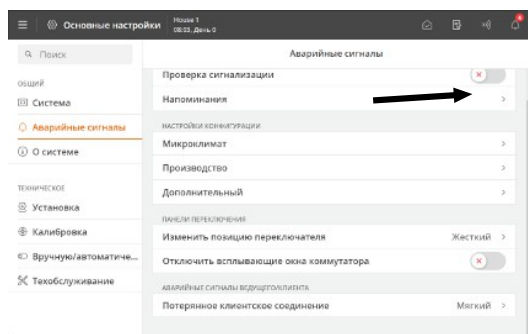 Основные настройки
House 1
08:03, День 0
Поиск
Аварийные сигналы
ОБЩИЙ
Система
Аварийные сигналы
О системе
ТЕХНИЧЕСКОЕ
Установка
Калибровка
Вручную/автоматиче...
Техобслуживание
Проверка сигнализации
Напоминания
НАСТРОЙКИ КОНФИГУРАЦИИ
Микроклимат
Производство
Дополнительный
ПАНЕЛИ ПЕРЕКЛЮЧЕНИЯ
Изменить позицию переключателя Жесткий
Отключить всплывающие окна коммутатора
АВАРИЙНЫЕ СИГНАЛЫ ВЕДУЩЕГО/КЛИЕНТА
Потерянное клиентское соединение Мягкий